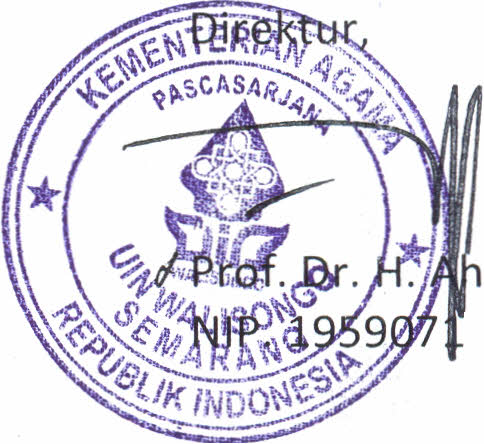 Direktur,
KEMENTERIAN AGAMA
PASCASARJANA
UIN WALISONGO
SEMARANG
REPUBLIK INDONESIA
Prof. Dr. H. Ah
NIP. 1959071